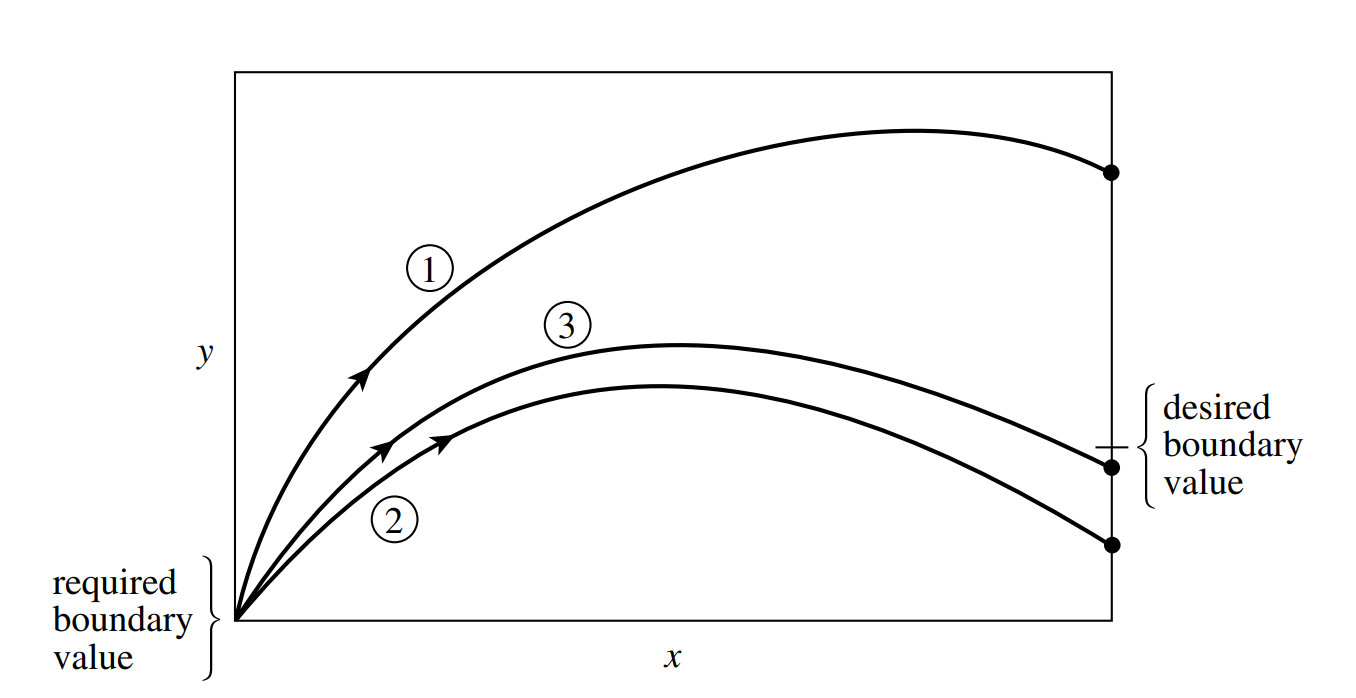 1
3
y
desired
boundary
value
2
required
boundary
value
x